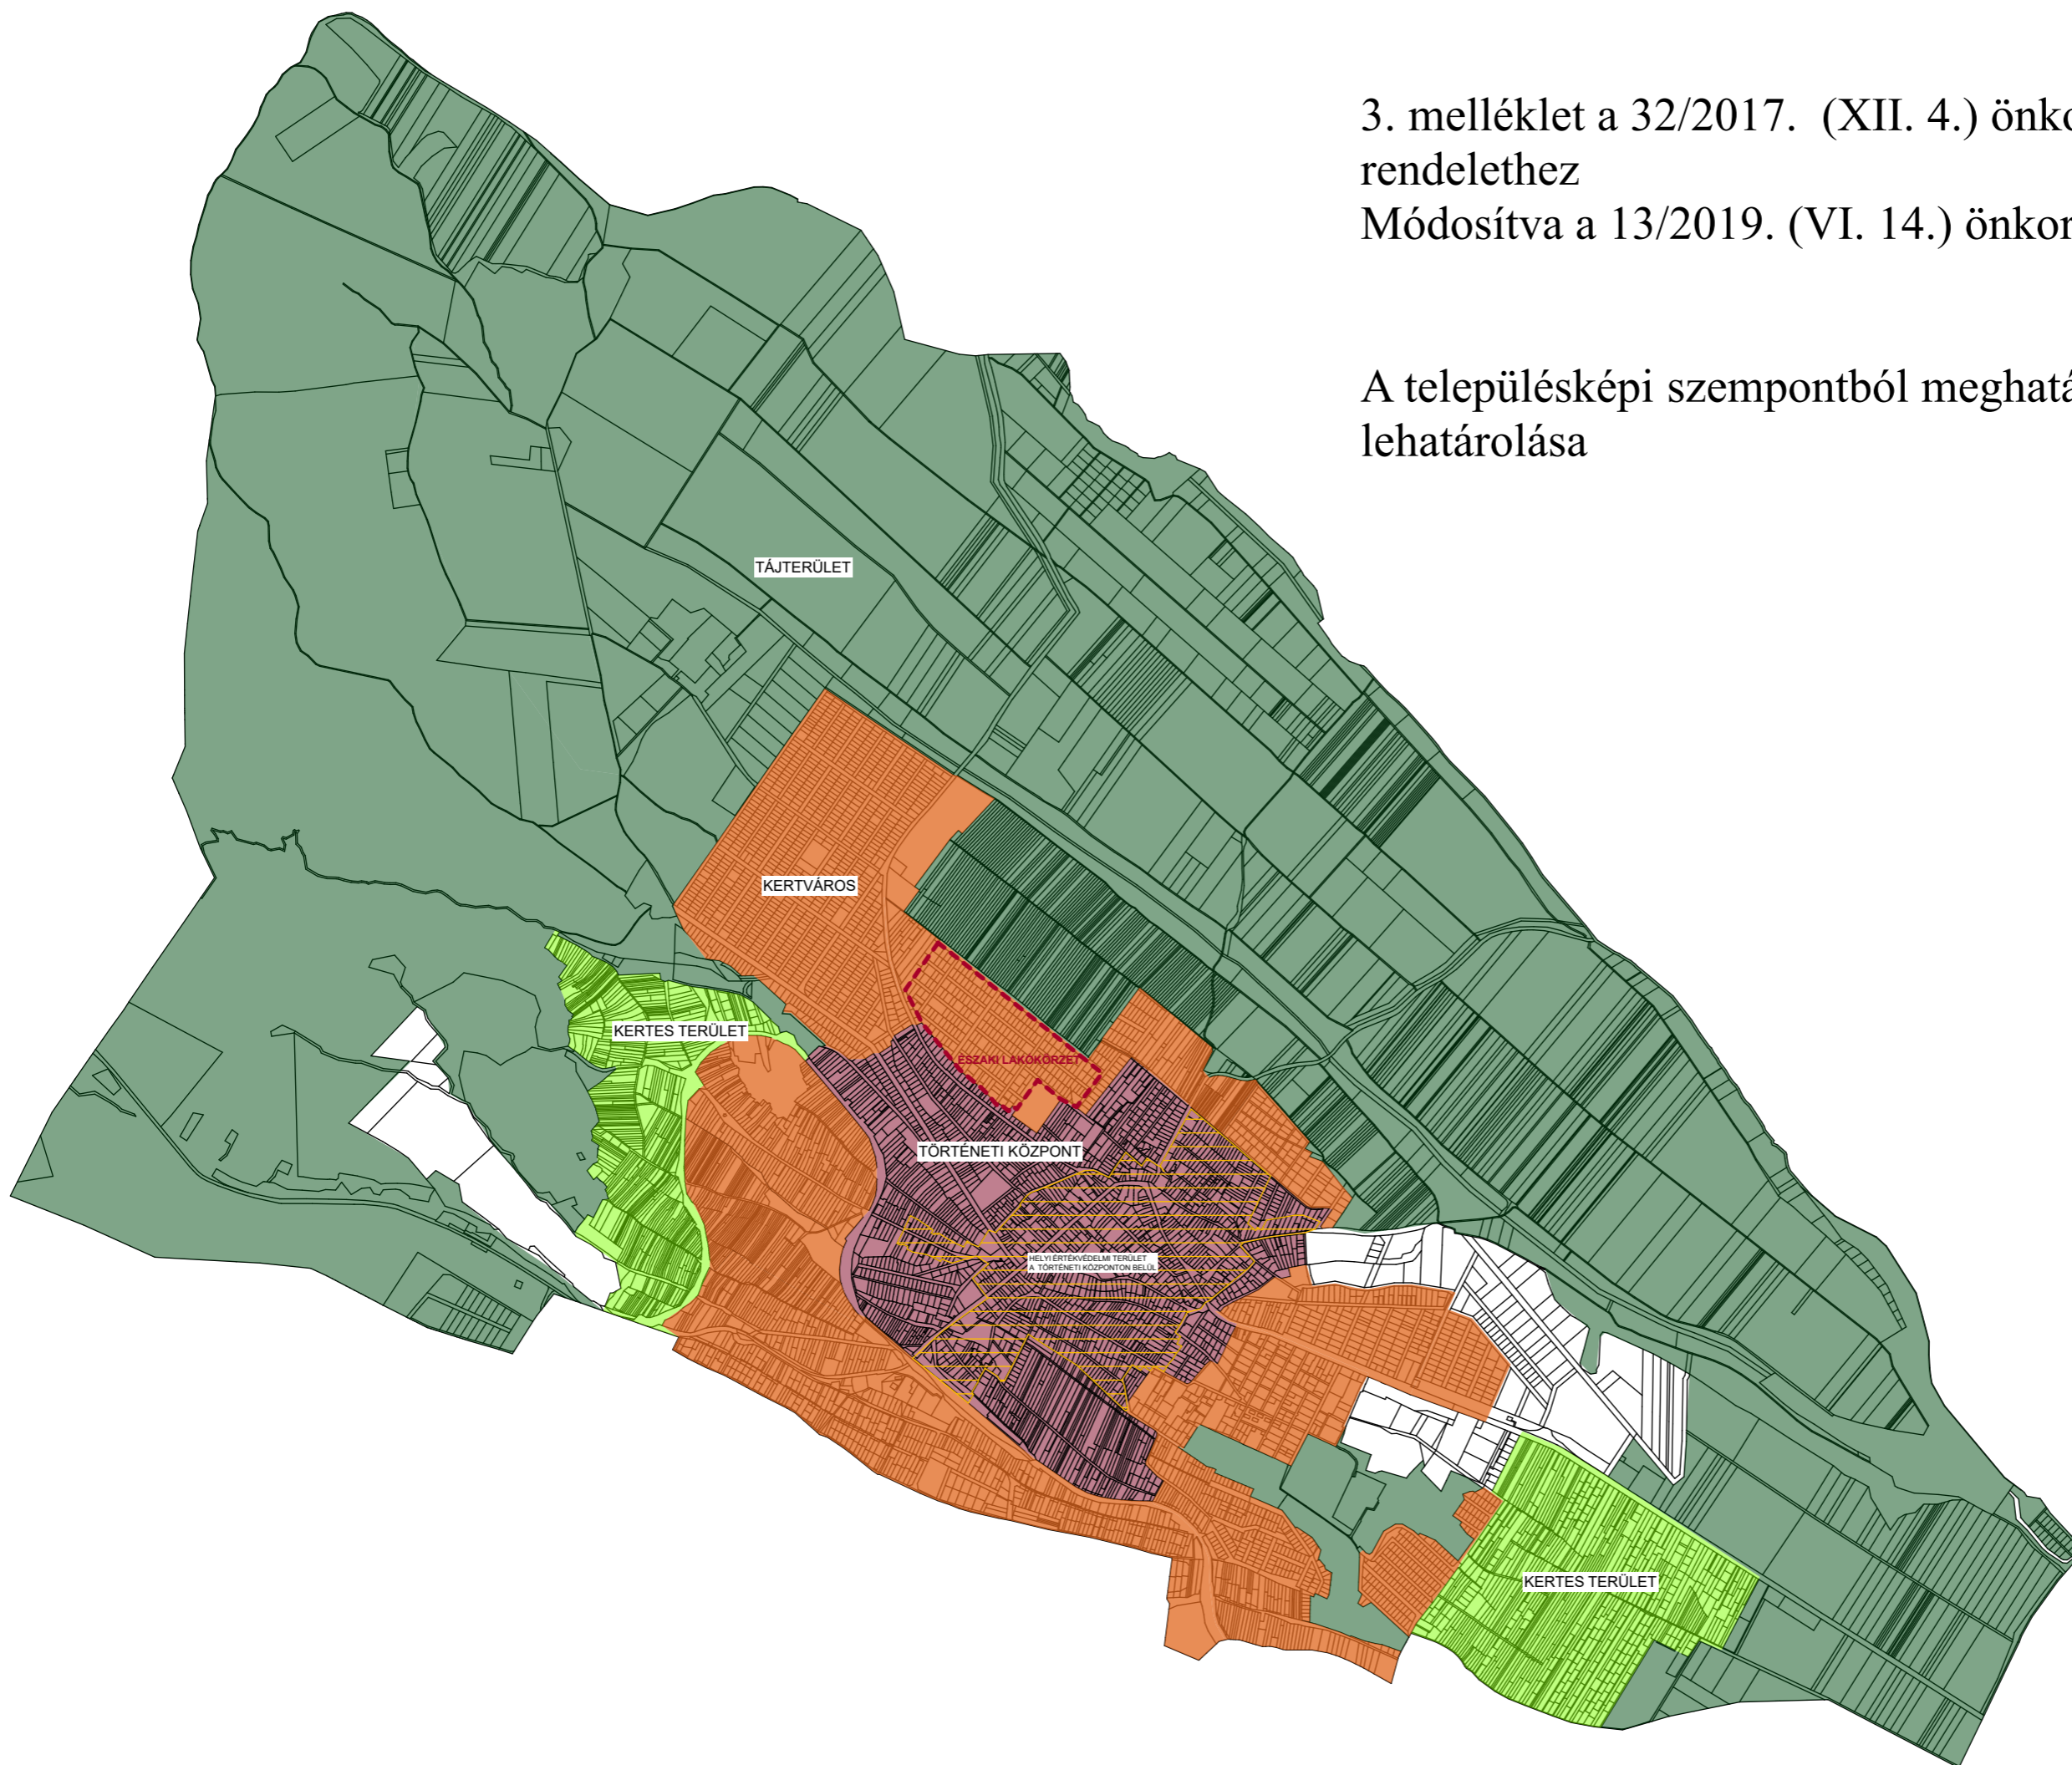 3. melléklet a 32/2017. (XII. 4.) önko
rendelethez
Módosítva a 13/2019. (VI. 14.) önkor
A településképi szempontból meghatá
lehatárolása
TÁJTERÜLET
KERTVÁROS
KERTES TERÜLET
ÉSZAKI LAKÓKÖRZET
TÖRTÉNETI KÖZPONT
HELYI ÉRTÉKVÉDELMI TERÜLET
A TÖRTÉNETI KÖZPONTON BELÜL
KERTES TERÜLET